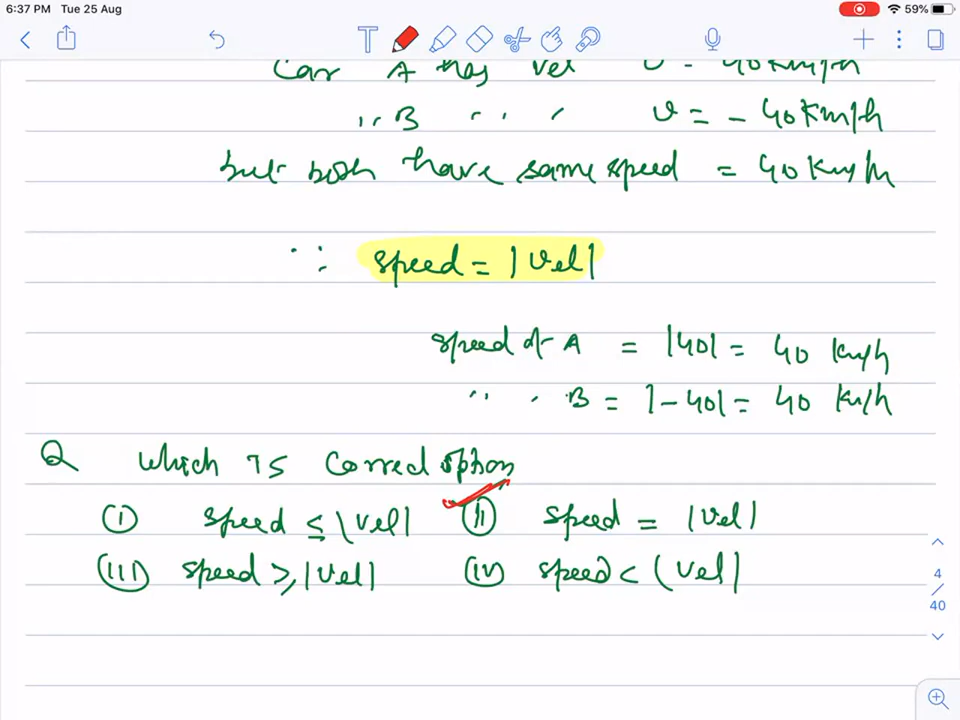 6:37 PM Tue 25 Aug 59%
Car A has vel v = 40 Km/h
,, B ,, ,, v = - 40 Km/h
but both have same speed = 40 Km/h
∵ speed = |vel|
speed of A = |40| = 40 km/h
,, ,, B = |-40| = 40 km/h
Q Which is correct option
(i) speed ≤ |vel| (ii) speed = |vel|
(iii) speed ≥ |vel| (iv) speed < |vel|
4
/
40